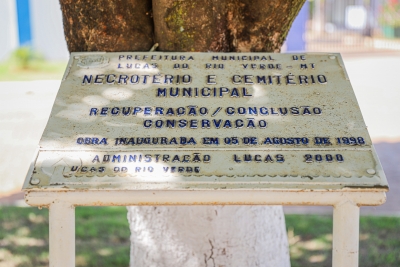 PREFEITURA MUNICIPAL DE
LUCAS DO RIO VERDE - MT
NECROTÉRIO E CEMITÉRIO
MUNICIPAL
RECUPERAÇÃO/CONCLUSÃO
CONSERVAÇÃO
OBRA INAUGURADA EM 05 DE AGOSTO DE 1998
ADMINISTRAÇÃO LUCAS 2000
LUCAS DO RIO VERDE